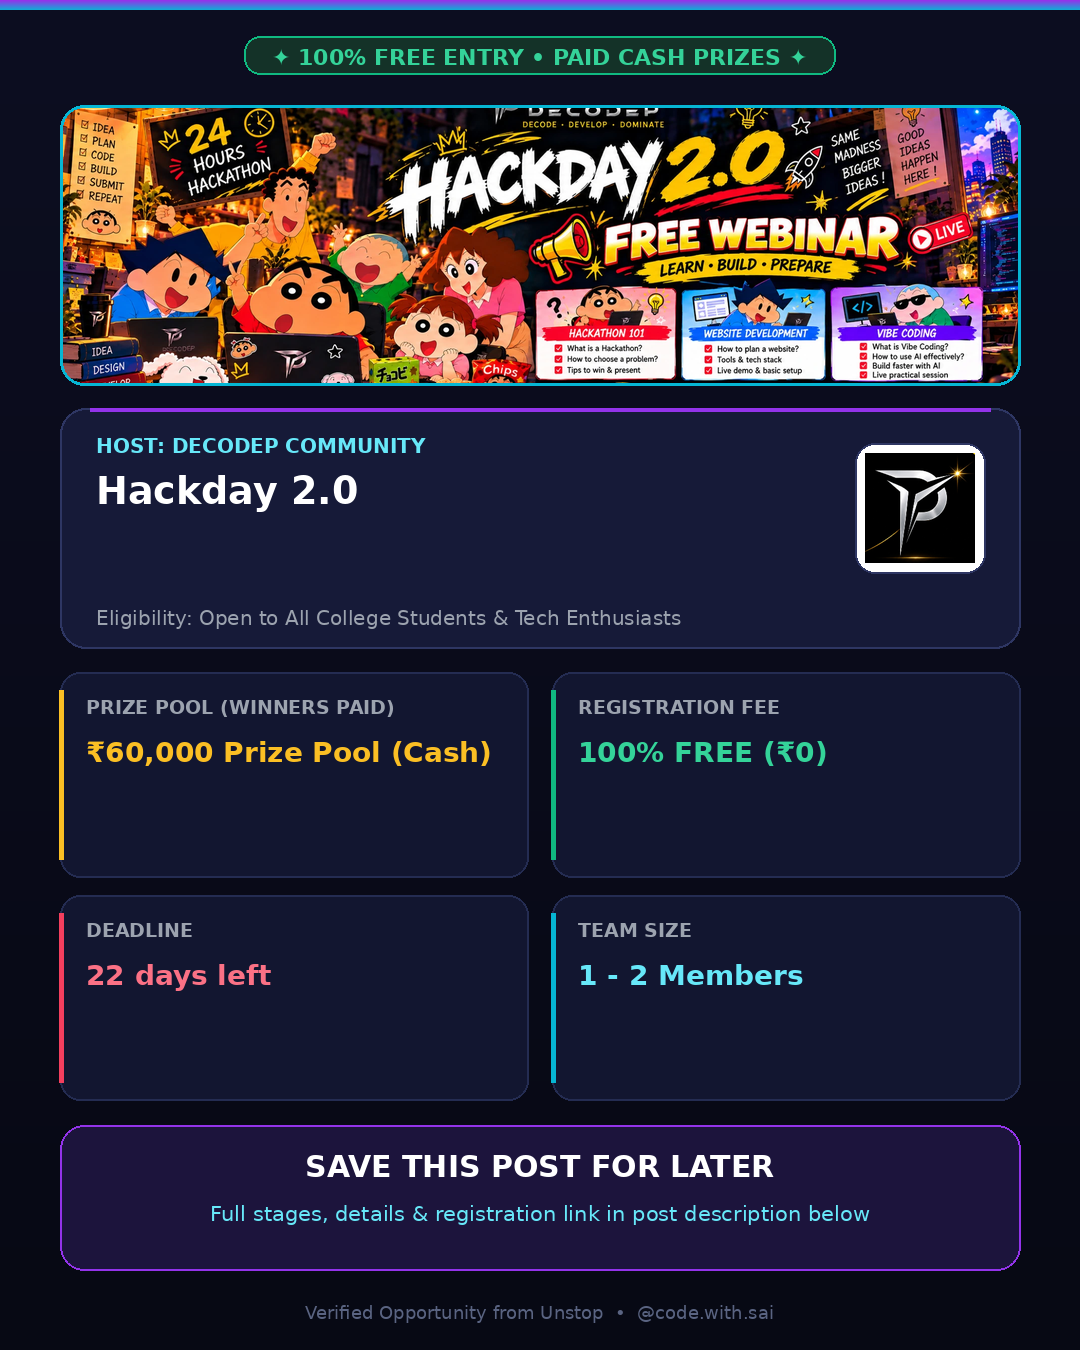 ✦ 100% FREE ENTRY • PAID CASH PRIZES ✦
DECODEP
DECODE • DEVELOP • DOMINATE
IDEA
PLAN
CODE
BUILD
SUBMIT
REPEAT
24
HOURS
HACKATHON
HACKDAY 2.0
SAME
MADNESS
BIGGER
IDEAS !
GOOD
IDEAS
HAPPEN
HERE !
FREE WEBINAR
LIVE
LEARN • BUILD • PREPARE
HACKATHON 101
What is a Hackathon?
How to choose a problem?
Tips to win & present
WEBSITE DEVELOPMENT
How to plan a website?
Tools & tech stack
Live demo & basic setup
VIBE CODING
What is Vibe Coding?
How to use AI effectively?
Build faster with AI
Live practical session
IDEA
DESIGN
チョコビ
Chips
HOST: DECODEP COMMUNITY
Hackday 2.0
Eligibility: Open to All College Students & Tech Enthusiasts
PRIZE POOL (WINNERS PAID)
₹60,000 Prize Pool (Cash)
REGISTRATION FEE
100% FREE (₹0)
DEADLINE
22 days left
TEAM SIZE
1 - 2 Members
SAVE THIS POST FOR LATER
Full stages, details & registration link in post description below
Verified Opportunity from Unstop • @code.with.sai